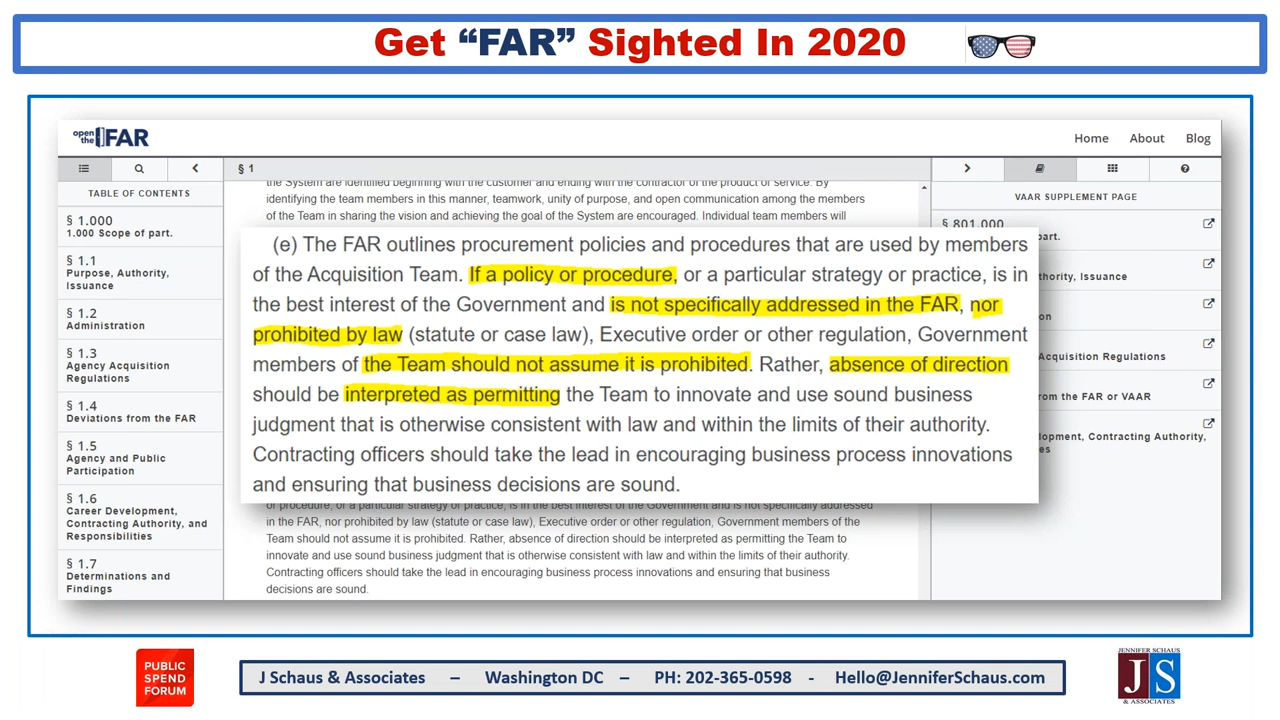 Get “FAR” Sighted In 2020
open the FAR
Home About Blog
§ 1
TABLE OF CONTENTS
§ 1.000
1.000 Scope of part.
§ 1.1
Purpose, Authority,
Issuance
§ 1.2
Administration
§ 1.3
Agency Acquisition
Regulations
§ 1.4
Deviations from the FAR
§ 1.5
Agency and Public
Participation
§ 1.6
Career Development,
Contracting Authority, and
Responsibilities
§ 1.7
Determinations and
Findings
the System are identified beginning with the customer and ending with the contractor of the product or service. By
identifying the team members in this manner, teamwork, unity of purpose, and open communication among the members
of the Team in sharing the vision and achieving the goal of the System are encouraged. Individual team members will
(e) The FAR outlines procurement policies and procedures that are used by members
of the Acquisition Team. If a policy or procedure, or a particular strategy or practice, is in
the best interest of the Government and is not specifically addressed in the FAR, nor
prohibited by law (statute or case law), Executive order or other regulation, Government
members of the Team should not assume it is prohibited. Rather, absence of direction
should be interpreted as permitting the Team to innovate and use sound business
judgment that is otherwise consistent with law and within the limits of their authority.
Contracting officers should take the lead in encouraging business process innovations
and ensuring that business decisions are sound.
or procedure, or a particular strategy or practice, is in the best interest of the Government and is not specifically addressed
in the FAR, nor prohibited by law (statute or case law), Executive order or other regulation, Government members of the
Team should not assume it is prohibited. Rather, absence of direction should be interpreted as permitting the Team to
innovate and use sound business judgment that is otherwise consistent with law and within the limits of their authority.
Contracting officers should take the lead in encouraging business process innovations and ensuring that business
decisions are sound.
VAAR SUPPLEMENT PAGE
§ 801.000
part.
thority, Issuance
on
Acquisition Regulations
rom the FAR or VAAR
lopment, Contracting Authority,
es
PUBLIC
SPEND
FORUM
J Schaus & Associates – Washington DC – PH: 202-365-0598 - Hello@JenniferSchaus.com
JENNIFER SCHAUS
J S
& ASSOCIATES